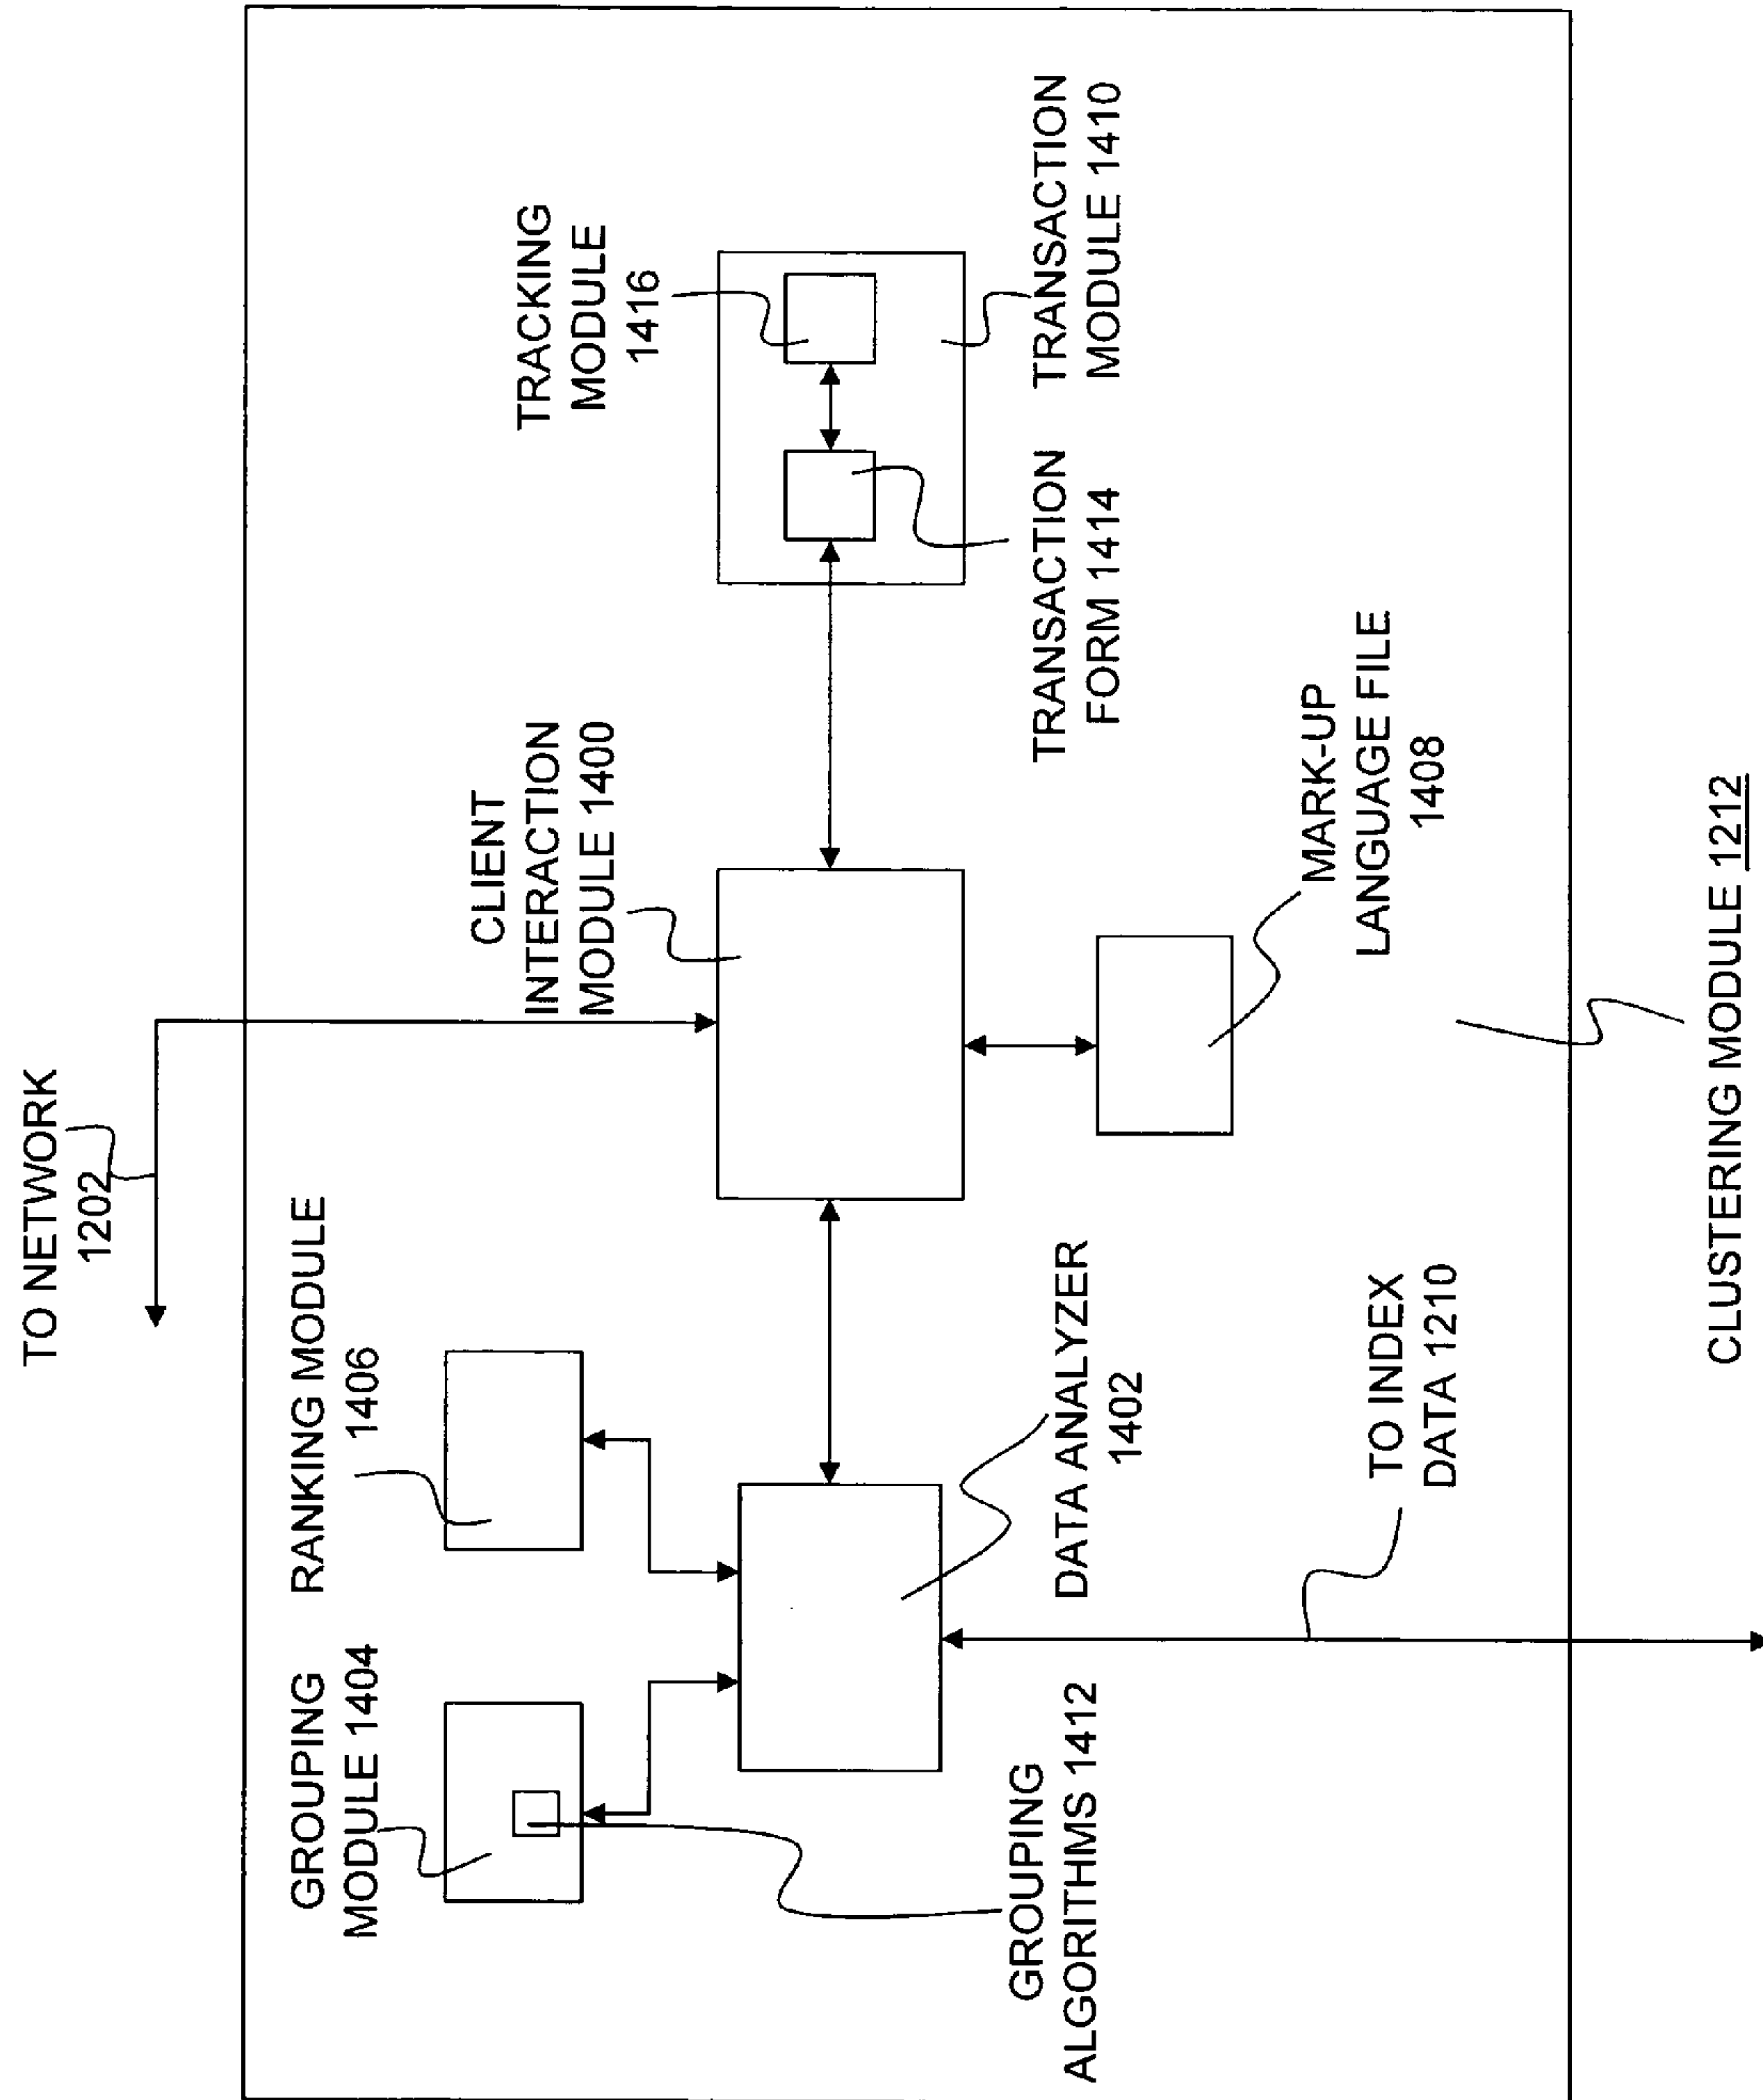 TO NETWORK
1202
GROUPING
MODULE 1404
RANKING MODULE
1406
CLIENT
INTERACTION
MODULE 1400
TRACKING
MODULE
1416
GROUPING
ALGORITHMS 1412
DATA ANALYZER
1402
TRANSACTION
FORM 1414
TRANSACTION
MODULE 1410
MARK-UP
LANGUAGE FILE
1408
TO INDEX
DATA 1210
CLUSTERING MODULE 1212